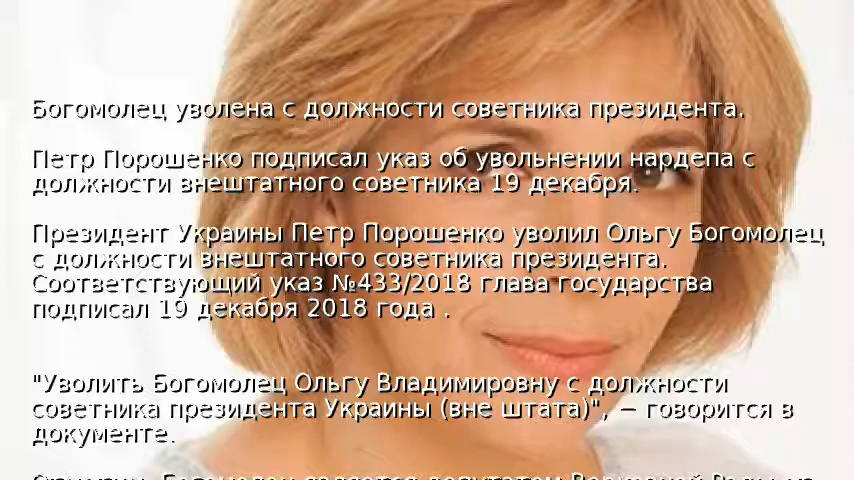 Богомолец уволена с должности советника президента.
Петр Порошенко подписал указ об увольнении нардепа с
должности внештатного советника 19 декабря.
Президент Украины Петр Порошенко уволил Ольгу Богомолец
с должности внештатного советника президента.
Соответствующий указ №433/2018 глава государства
подписал 19 декабря 2018 года .
"Уволить Богомолец Ольгу Владимировну с должности
советника президента Украины (вне штата)", − говорится в
документе.